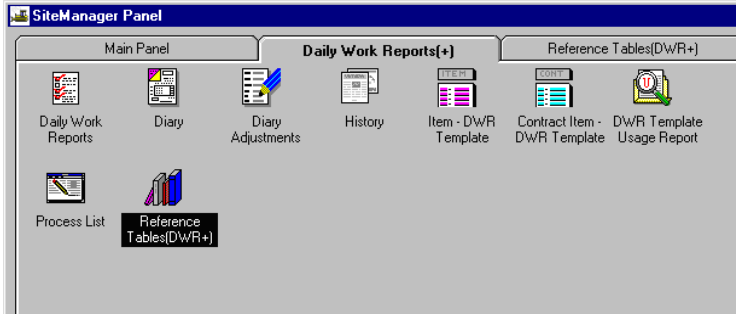 SiteManager Panel
Main Panel
Daily Work Reports(+)
Reference Tables(DWR+)
ITEM
CONT
U
Daily Work
Reports
Diary
Diary
Adjustments
History
Item - DWR
Template
Contract Item -
DWR Template
DWR Template
Usage Report
Process List
Reference
Tables(DWR+)